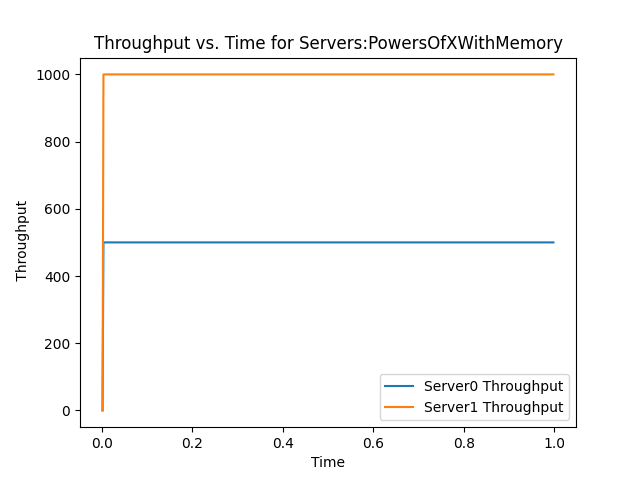 Throughput vs. Time for Servers:PowersOfXWithMemory
1000
800
600
400
200
0
Throughput
Server0 Throughput
Server1 Throughput
0.0 0.2 0.4 0.6 0.8 1.0
Time